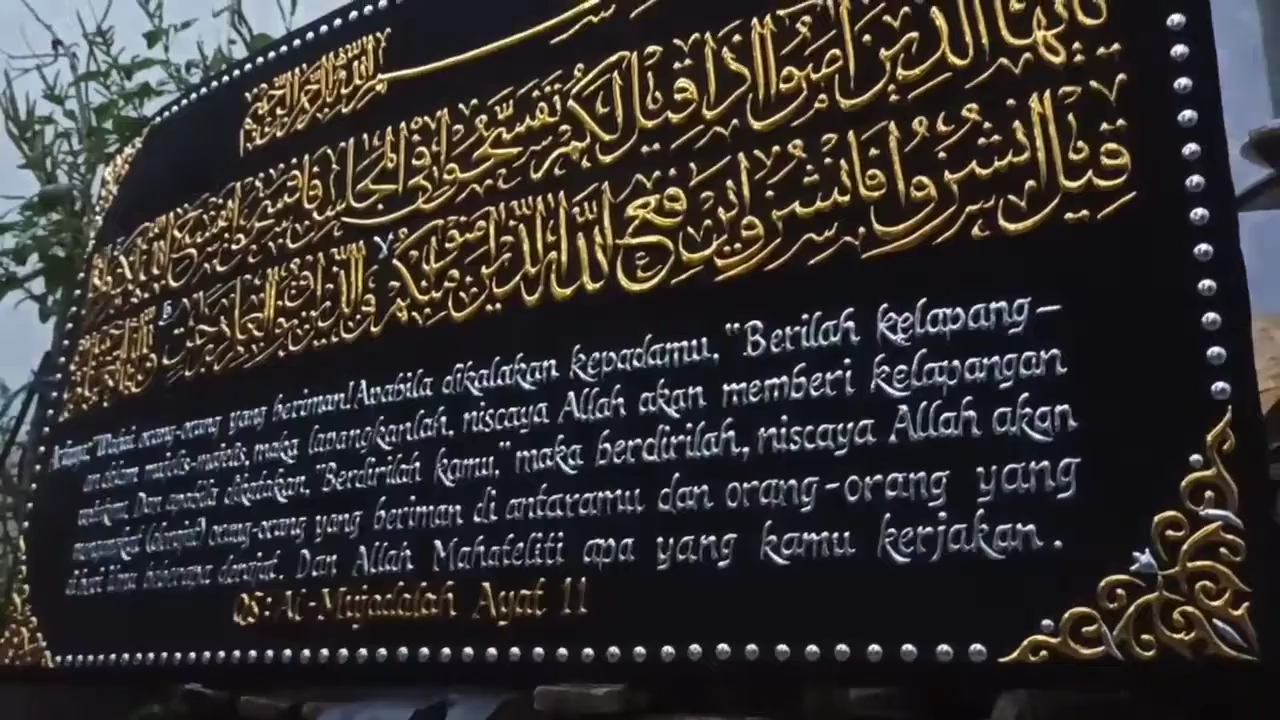 بسم الله الرحمن الرحيم
يا أيها الذين آمنوا إذا قيل لكم تفسحوا في المجالس فافسحوا يفسح الله لكم
قيل انشزوا فانشزوا يرفع الله الذين آمنوا منكم والذين أوتوا العلم درجات والله
Artinya: "Wahai orang-orang yang beriman! Apabila dikatakan kepadamu, "Berilah kelapang-
an dalam majelis-majelis, maka lapangkanlah, niscaya Allah akan memberi kelapangan
untukmu. Dan apabila dikatakan, "Berdirilah kamu," maka berdirilah, niscaya Allah akan
mengangkat (derajat) orang-orang yang beriman di antaramu dan orang-orang yang
diberi ilmu beberapa derajat. Dan Allah Mahateliti apa yang kamu kerjakan.
QS: Al-Mujadalah Ayat 11